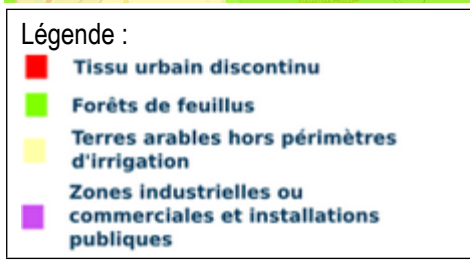 Légende :
Tissu urbain discontinu
Forêts de feuillus
Terres arables hors périmètres
d'irrigation
Zones industrielles ou
commerciales et installations
publiques